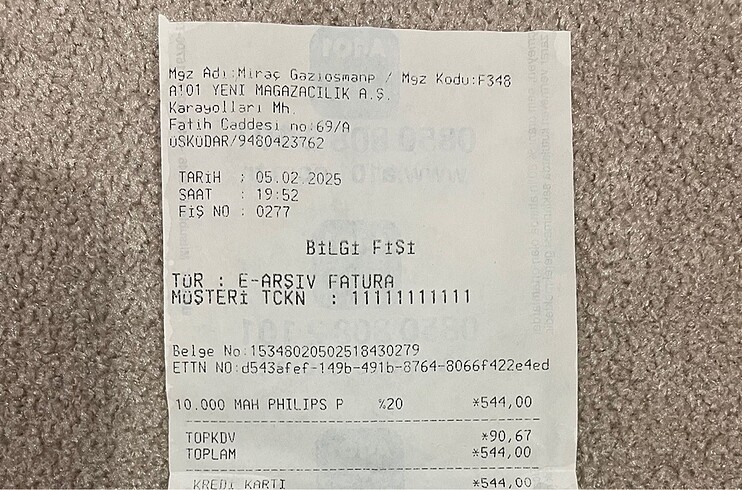 Mgz Adı:Miraç Gaziosmanp / Mgz Kodu:F348
A101 YENİ MAĞAZACILIK A.Ş.
Karayolları Mh.
Fatih Caddesi no:69/A
ÜSKÜDAR/9480423762
TARİH : 05.02.2025
SAAT : 19:52
FİŞ NO : 0277
BİLGİ FİŞİ
TÜR : E-ARŞİV FATURA
MÜŞTERİ TCKN : 11111111111
Belge No:15348020502518430279
ETTN NO:d543afef-149b-491b-8764-8066f422e4ed
10.000 MAH PHILIPS P %20 *544,00
TOPKDV *90,67
TOPLAM *544,00
KREDİ KARTI *544,00